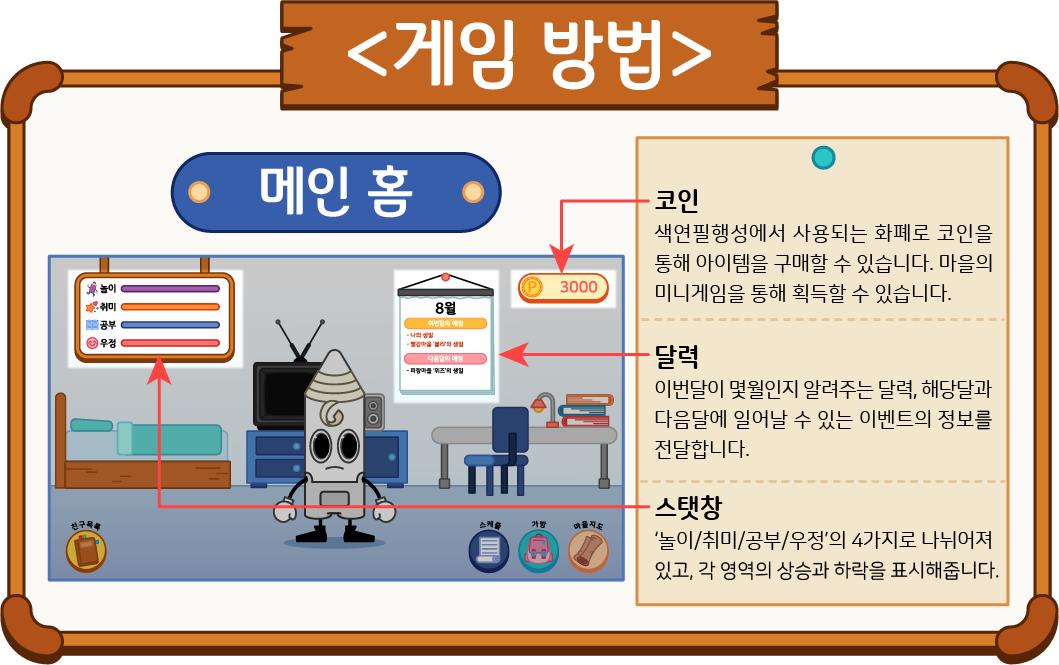 <게임 방법>
메인 홈
놀이
취미
공부
우정
8월
이번달의 예정
- 나의 생일
- 빨강마을 '볼리'의 생일
다음달의 예정
- 파랑마을 '위즈'의 생일
P 3000
친구목록
스케줄
가방
마을지도
코인
색연필행성에서 사용되는 화폐로 코인을
통해 아이템을 구매할 수 있습니다. 마을의
미니게임을 통해 획득할 수 있습니다.
달력
이번달이 몇월인지 알려주는 달력, 해당달과
다음달에 일어날 수 있는 이벤트의 정보를
전달합니다.
스탯창
‘놀이/취미/공부/우정’의 4가지로 나뉘어져
있고, 각 영역의 상승과 하락을 표시해줍니다.